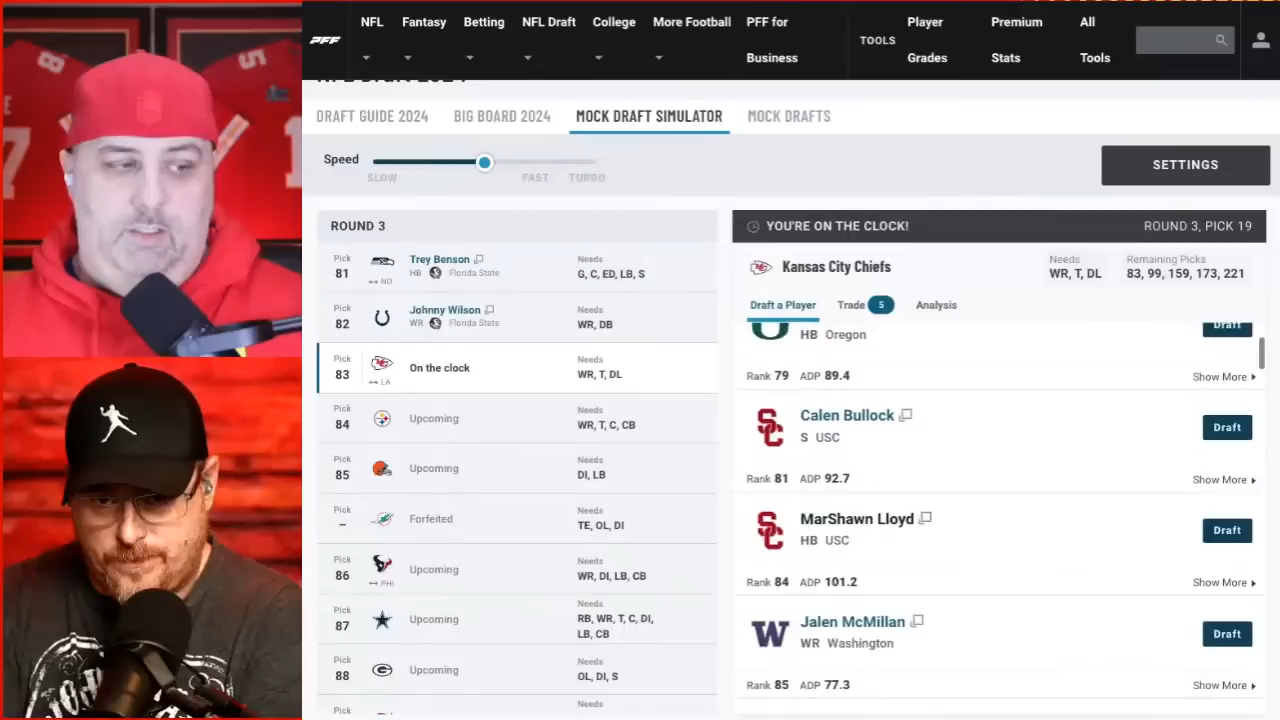 PFF
NFL
Fantasy
Betting
NFL Draft
College
More Football
PFF for
Business
TOOLS
Player
Grades
Premium
Stats
All
Tools
DRAFT GUIDE 2024
BIG BOARD 2024
MOCK DRAFT SIMULATOR
MOCK DRAFTS
Speed
SLOW
FAST
TURBO
SETTINGS
ROUND 3
Pick
81
↔ NO
Trey Benson
HB Florida State
Needs
G, C, ED, LB, S
Pick
82
Johnny Wilson
WR Florida State
Needs
WR, DB
Pick
83
↔ LA
On the clock
Needs
WR, T, DL
Pick
84
Upcoming
Needs
WR, T, C, CB
Pick
85
Upcoming
Needs
DI, LB
Pick
–
Forfeited
Needs
TE, OL, DI
Pick
86
↔ PHI
Upcoming
Needs
WR, DI, LB, CB
Pick
87
Upcoming
Needs
RB, WR, T, C, DI,
LB, CB
Pick
88
Upcoming
Needs
OL, DI, S
Pick
Needs
YOU'RE ON THE CLOCK!
ROUND 3, PICK 19
Kansas City Chiefs
Needs
WR, T, DL
Remaining Picks
83, 99, 159, 173, 221
Draft a Player
Trade 5
Analysis
HB Oregon
Draft
Rank 79 ADP 89.4
Show More
SC
Calen Bullock
S USC
Draft
Rank 81 ADP 92.7
Show More
SC
MarShawn Lloyd
HB USC
Draft
Rank 84 ADP 101.2
Show More
W
Jalen McMillan
WR Washington
Draft
Rank 85 ADP 77.3
Show More